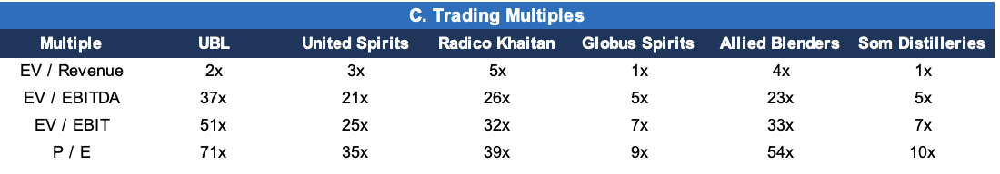 C. Trading Multiples
Multiple UBL United Spirits Radico Khaitan Globus Spirits Allied Blenders Som Distilleries
EV / Revenue 2x 3x 5x 1x 4x 1x
EV / EBITDA 37x 21x 26x 5x 23x 5x
EV / EBIT 51x 25x 32x 7x 33x 7x
P / E 71x 35x 39x 9x 54x 10x